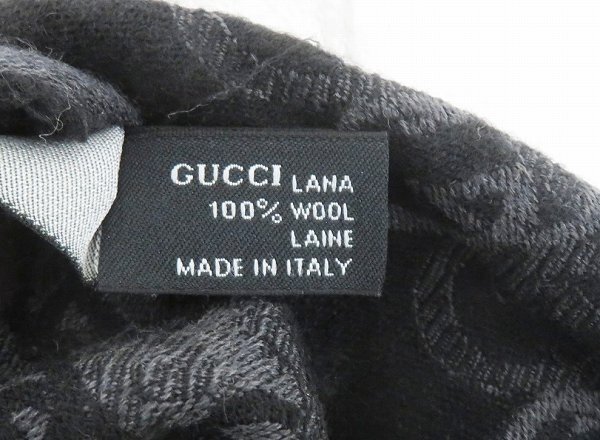 GUCCI LANA
100% WOOL
LAINE
MADE IN ITALY